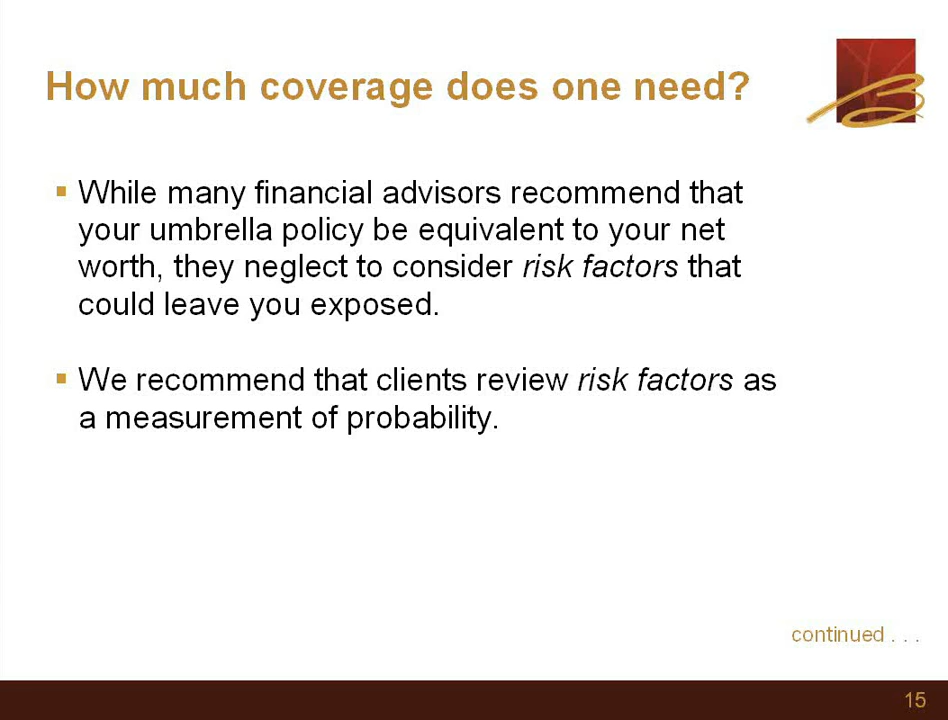 How much coverage does one need?
While many financial advisors recommend that
your umbrella policy be equivalent to your net
worth, they neglect to consider risk factors that
could leave you exposed.
We recommend that clients review risk factors as
a measurement of probability.
continued . . .
15